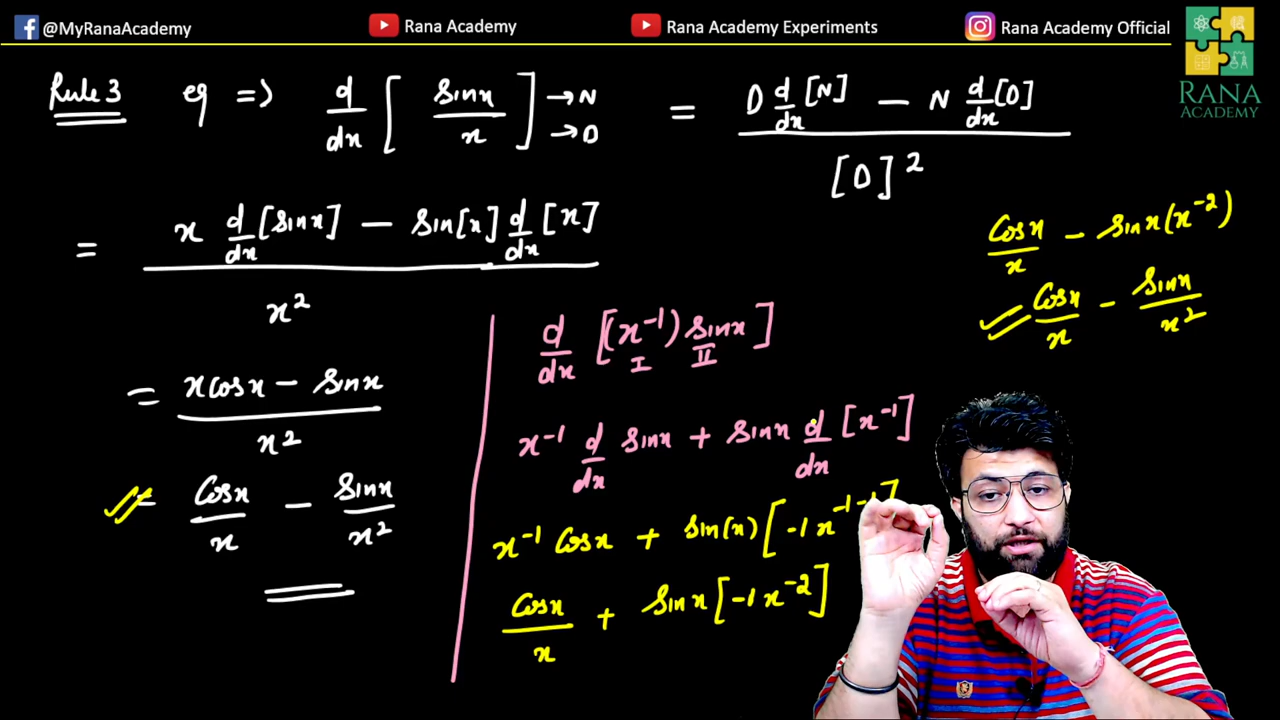 @MyRanaAcademy
Rana Academy
Rana Academy Experiments
Rana Academy Official
RANA
ACADEMY
Rule 3 eg => d/dx [ sinx/x ] →N →D = (D d/dx [N] − N d/dx [D]) / [D]²
= (x d/dx [sinx] − sin[x] d/dx [x]) / x²
= (xcosx − sinx) / x²
= Cosx/x − sinx/x²
d/dx [(x⁻¹) sinx]
I II
x⁻¹ d/dx sinx + sinx d/dx [x⁻¹]
x⁻¹ Cosx + sin(x) [-1x⁻¹⁻¹]
Cosx/x + sinx [-1x⁻²]
Cosx/x − sinx(x⁻²)
Cosx/x − sinx/x²